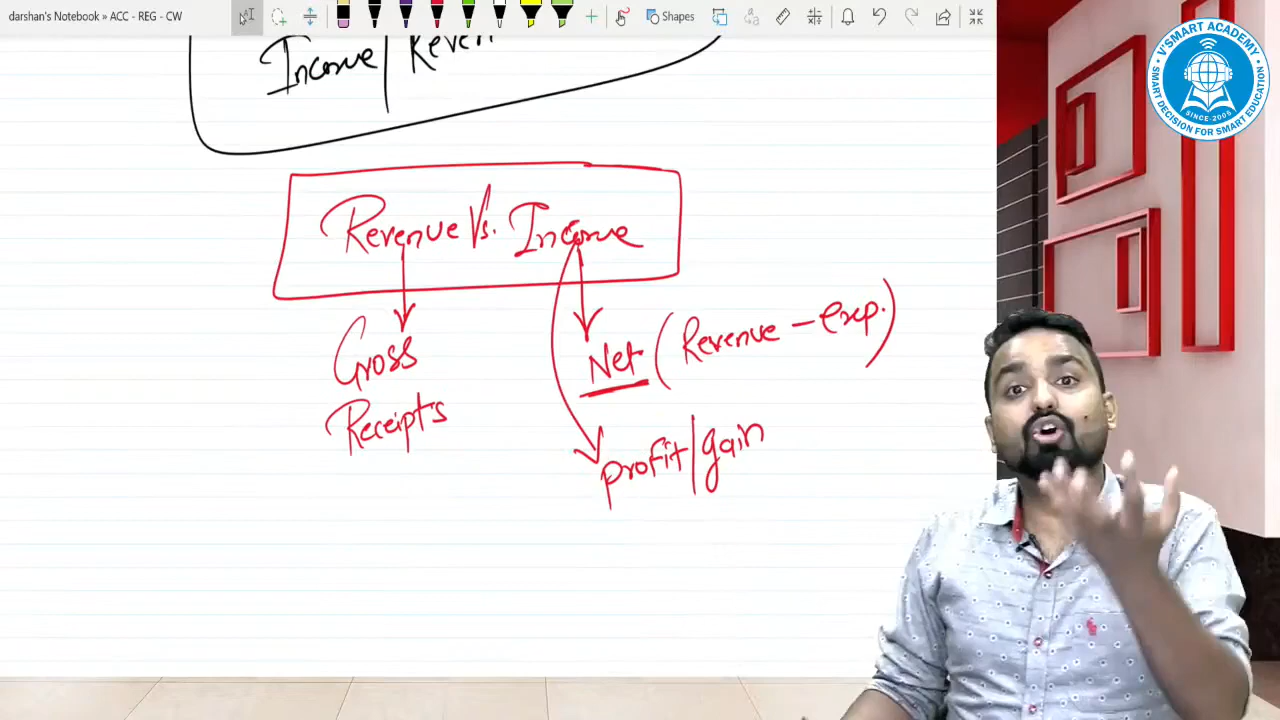 darshan's Notebook » ACC - REG - CW
Shapes
Income/
Revenue Vs. Income
Gross
Receipts
Net (Revenue - exp.)
profit/gain
V'SMART ACADEMY
SMART DECISION FOR SMART EDUCATION
SINCE-2005